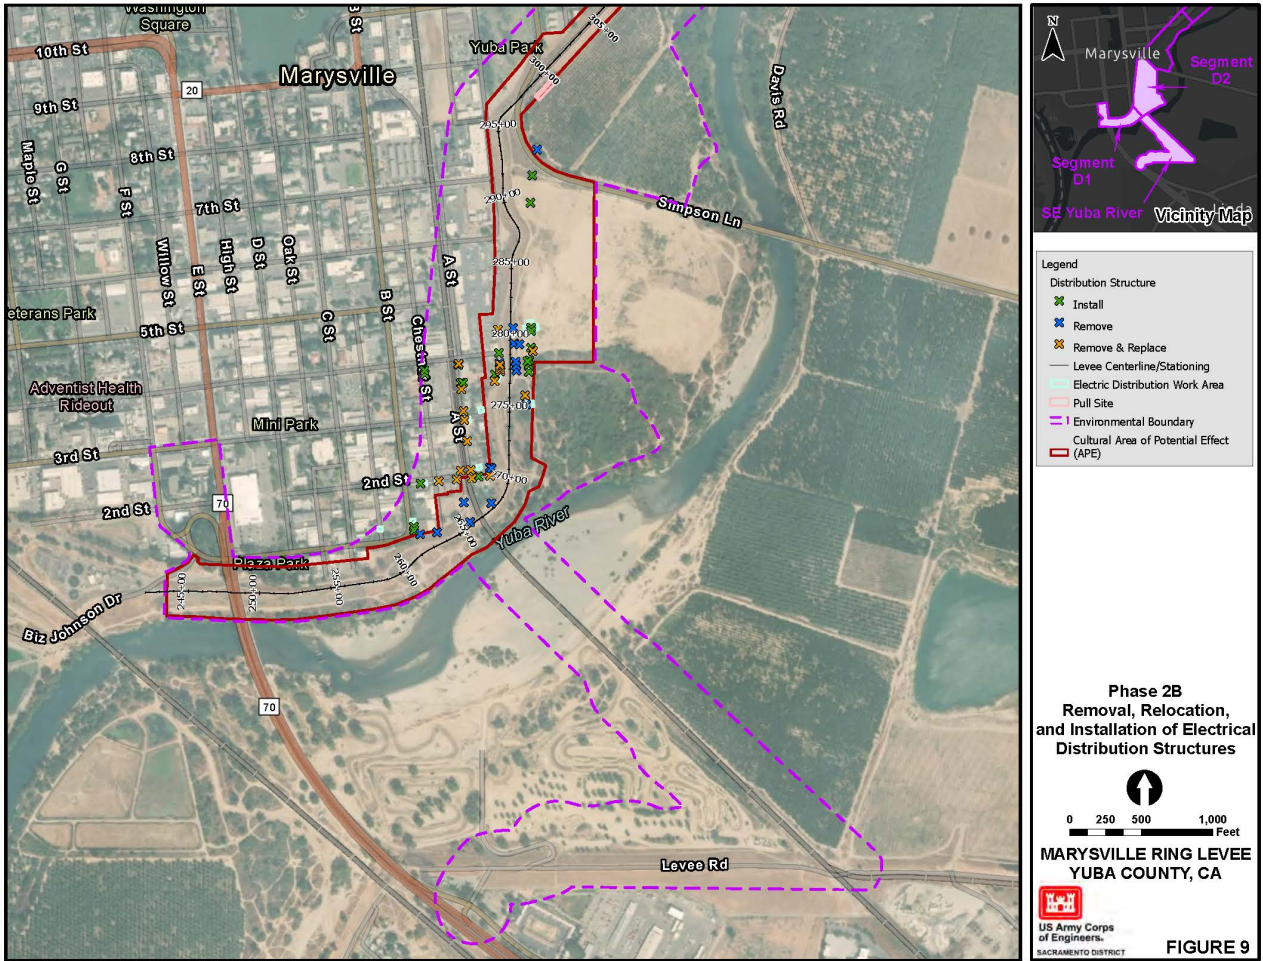 Washington
Square
10th St
B St
Yuba Park
305+00
300+00
Marysville
20
9th St
295+00
Davis Rd
8th St
Maple St
G St
F St
290+00
7th St
Simpson Ln
Willow St
E St
High St
D St
Oak St
A St
285+00
eterans Park
5th St
C St
B St
Chestnut St
280+00
Adventist Health
Rideout
275+00
Mini Park
A St
3rd St
2nd St
270+00
70
2nd St
265+00
Yuba River
Plaza Park
260+00
245+00
250+00
255+00
Biz Johnson Dr
70
Levee Rd
N
Marysville
Segment
D2
Segment
D1
SE Yuba River
Linda
Vicinity Map
Legend
Distribution Structure
Install
Remove
Remove & Replace
Levee Centerline/Stationing
Electric Distribution Work Area
Pull Site
Environmental Boundary
Cultural Area of Potential Effect
(APE)
Phase 2B
Removal, Relocation,
and Installation of Electrical
Distribution Structures
0 250 500 1,000
Feet
MARYSVILLE RING LEVEE
YUBA COUNTY, CA
US Army Corps
of Engineers®
SACRAMENTO DISTRICT
FIGURE 9